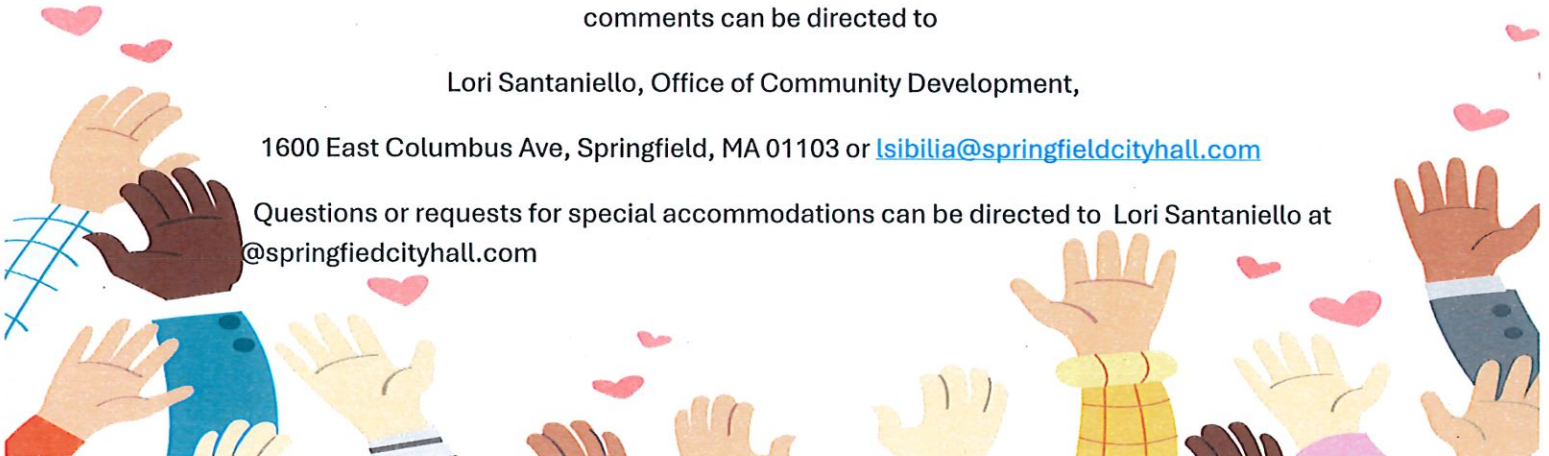 comments can be directed to
Lori Santaniello, Office of Community Development,
1600 East Columbus Ave, Springfield, MA 01103 or lsibilia@springfieldcityhall.com
Questions or requests for special accommodations can be directed to Lori Santaniello at
@springfiedcityhall.com